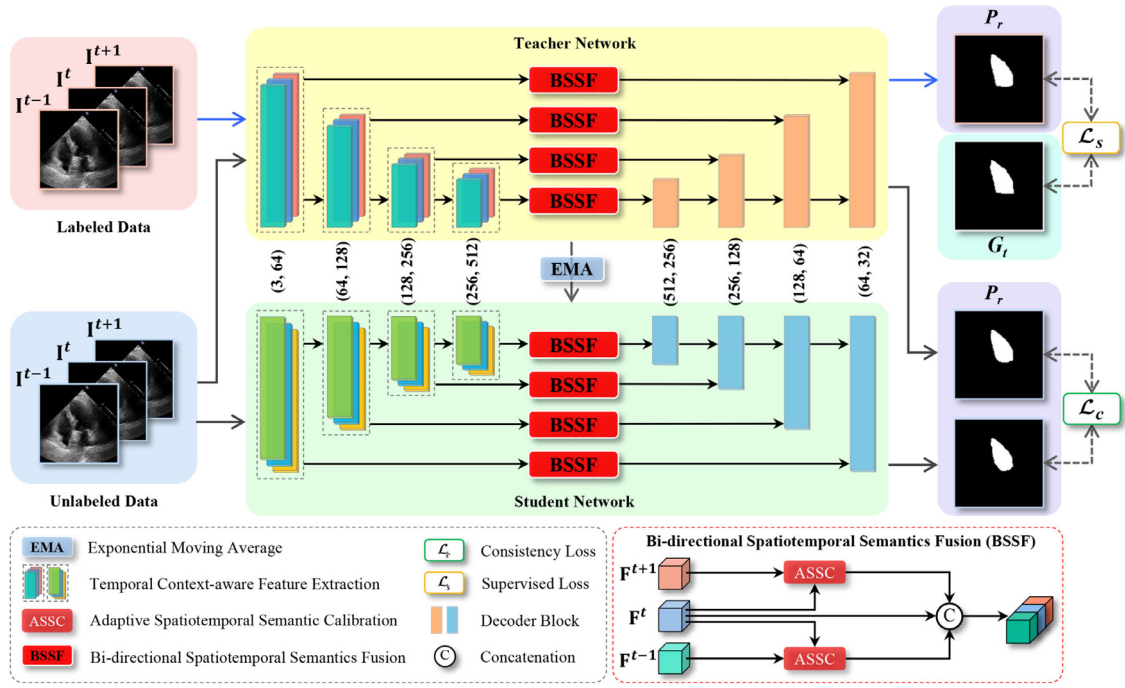 I^{t+1}
I^{t}
I^{t-1}
Labeled Data
Teacher Network
BSSF
BSSF
BSSF
BSSF
P_r
𝓛_s
G_t
(3, 64)
(64, 128)
(128, 256)
(256, 512)
EMA
(512, 256)
(256, 128)
(128, 64)
(64, 32)
I^{t+1}
I^{t}
I^{t-1}
Unlabeled Data
BSSF
BSSF
BSSF
BSSF
Student Network
P_r
𝓛_c
EMA
Exponential Moving Average
Temporal Context-aware Feature Extraction
ASSC
Adaptive Spatiotemporal Semantic Calibration
BSSF
Bi-directional Spatiotemporal Semantics Fusion
𝓛_c
Consistency Loss
𝓛_s
Supervised Loss
Decoder Block
C
Concatenation
Bi-directional Spatiotemporal Semantics Fusion (BSSF)
F^{t+1}
ASSC
F^{t}
C
F^{t-1}
ASSC